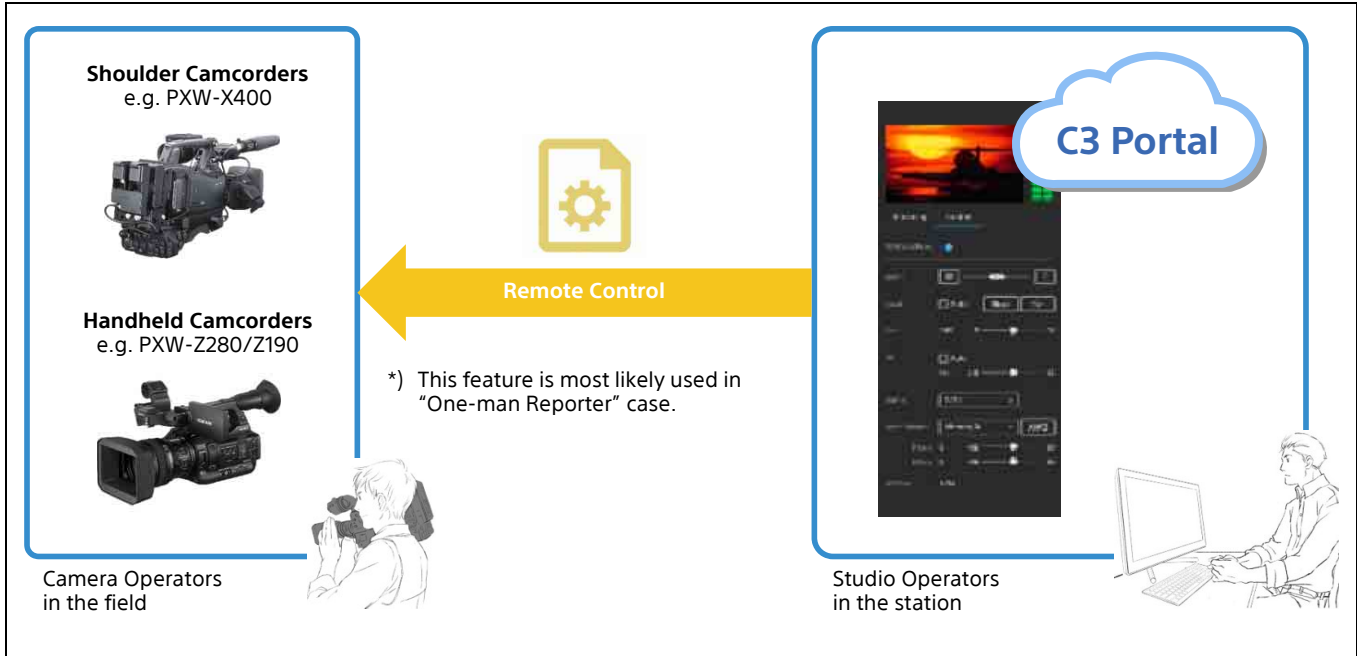 Shoulder Camcorders
e.g. PXW-X400
Handheld Camcorders
e.g. PXW-Z280/Z190
Camera Operators
in the field
Remote Control
*) This feature is most likely used in
“One-man Reporter” case.
C3 Portal
Control
Studio Operators
in the station